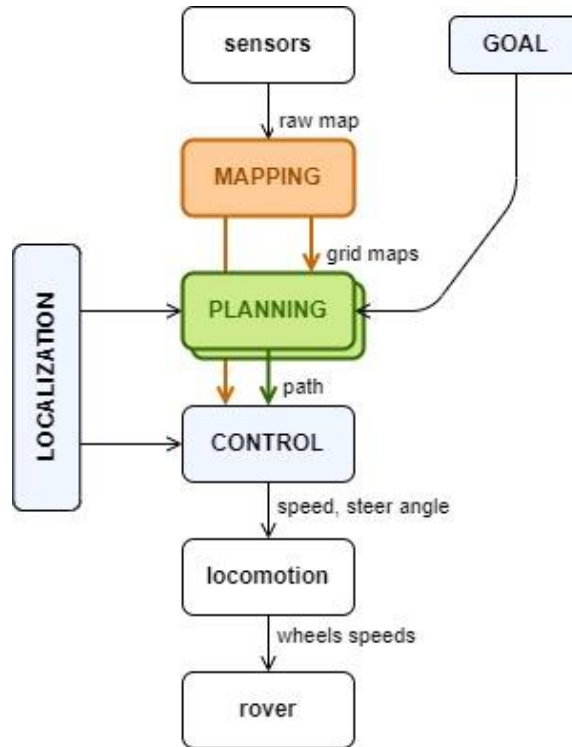 sensors
GOAL
raw map
MAPPING
grid maps
PLANNING
LOCALIZATION
path
CONTROL
speed, steer angle
locomotion
wheels speeds
rover